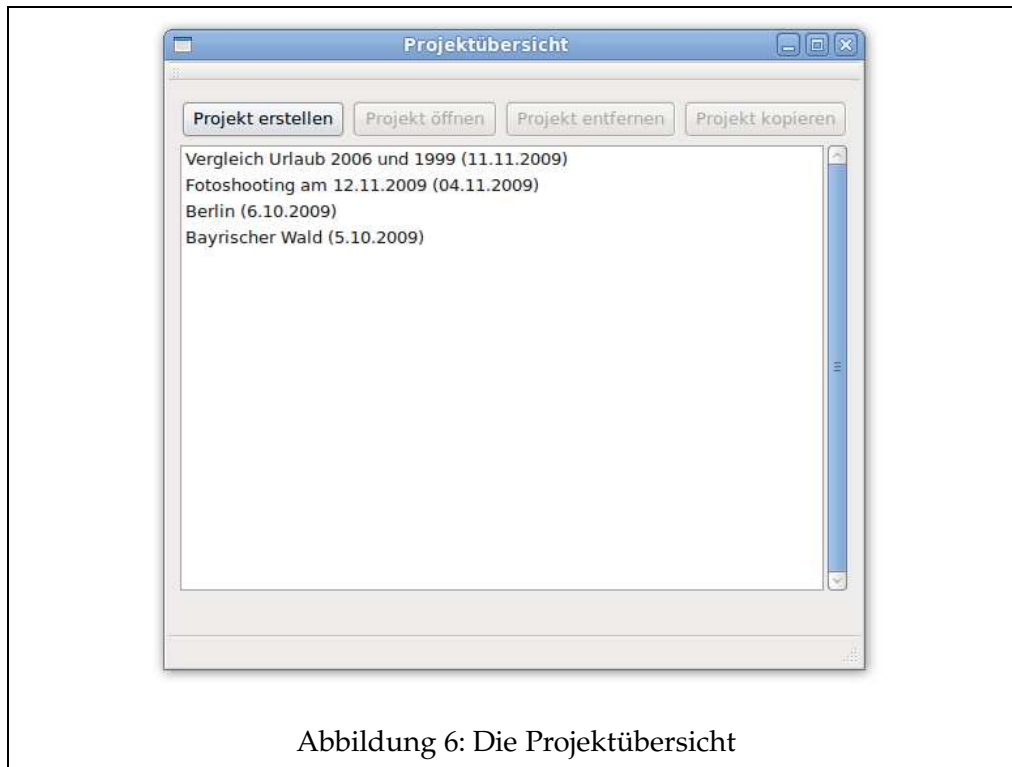 Projektübersicht
Projekt erstellen Projekt öffnen Projekt entfernen Projekt kopieren
Vergleich Urlaub 2006 und 1999 (11.11.2009)
Fotoshooting am 12.11.2009 (04.11.2009)
Berlin (6.10.2009)
Bayrischer Wald (5.10.2009)
Abbildung 6: Die Projektübersicht